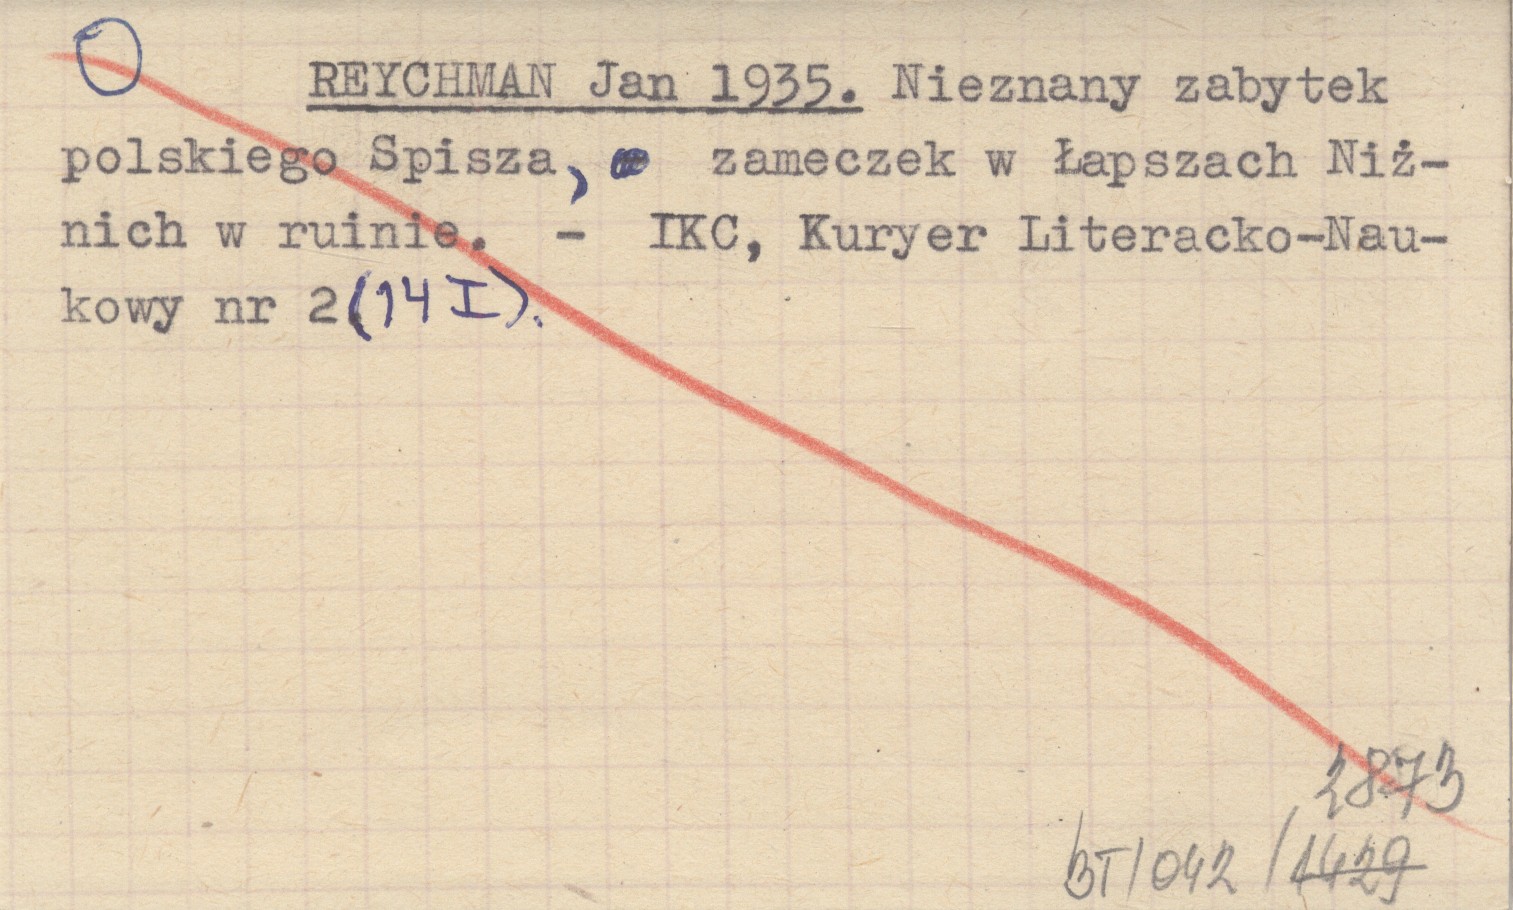 REYCHMAN Jan 1935. Nieznany zabytek
polskiego Spisza, zameczek w Łapszach Niż-
nich w ruinie. - IKC, Kuryer Literacko-Nau-
kowy nr 2(14 I).
2873
BT/042/1429